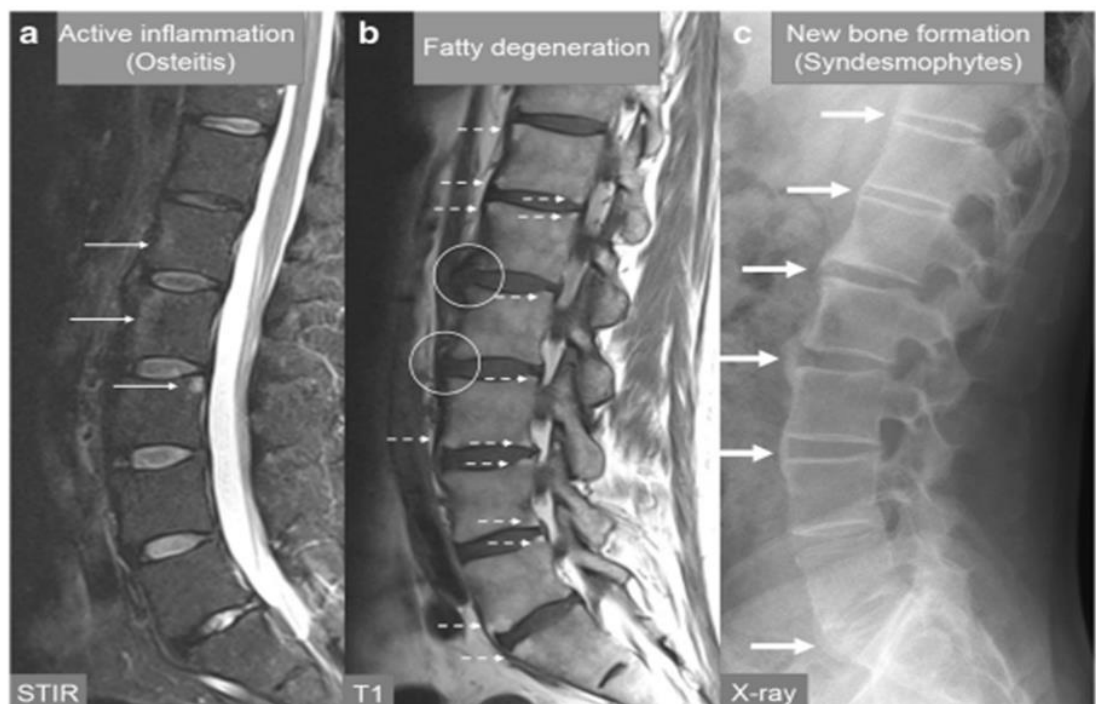 a
Active inflammation
(Osteitis)
b
Fatty degeneration
c
New bone formation
(Syndesmophytes)
STIR
T1
X-ray